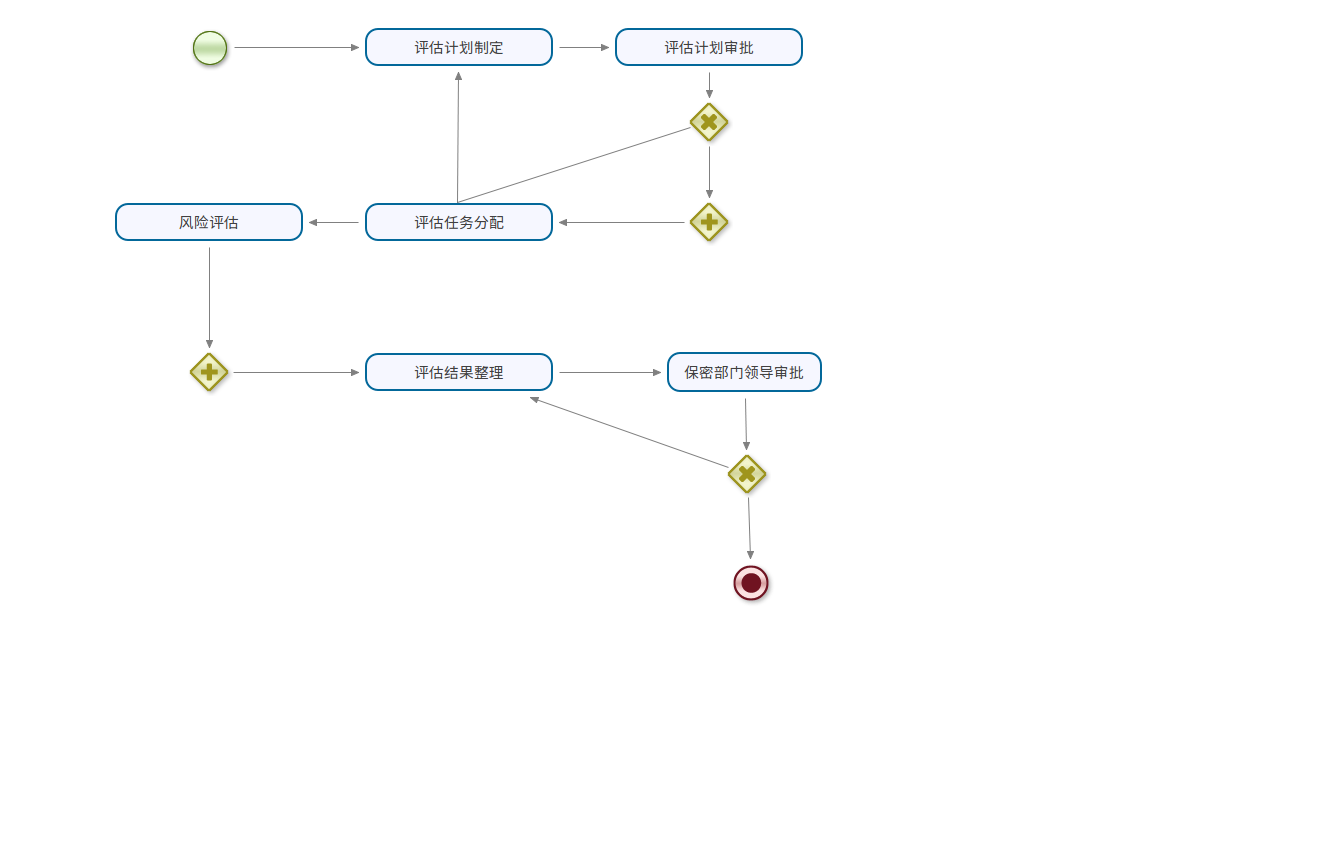 评估计划制定
评估计划审批
风险评估
评估任务分配
评估结果整理
保密部门领导审批